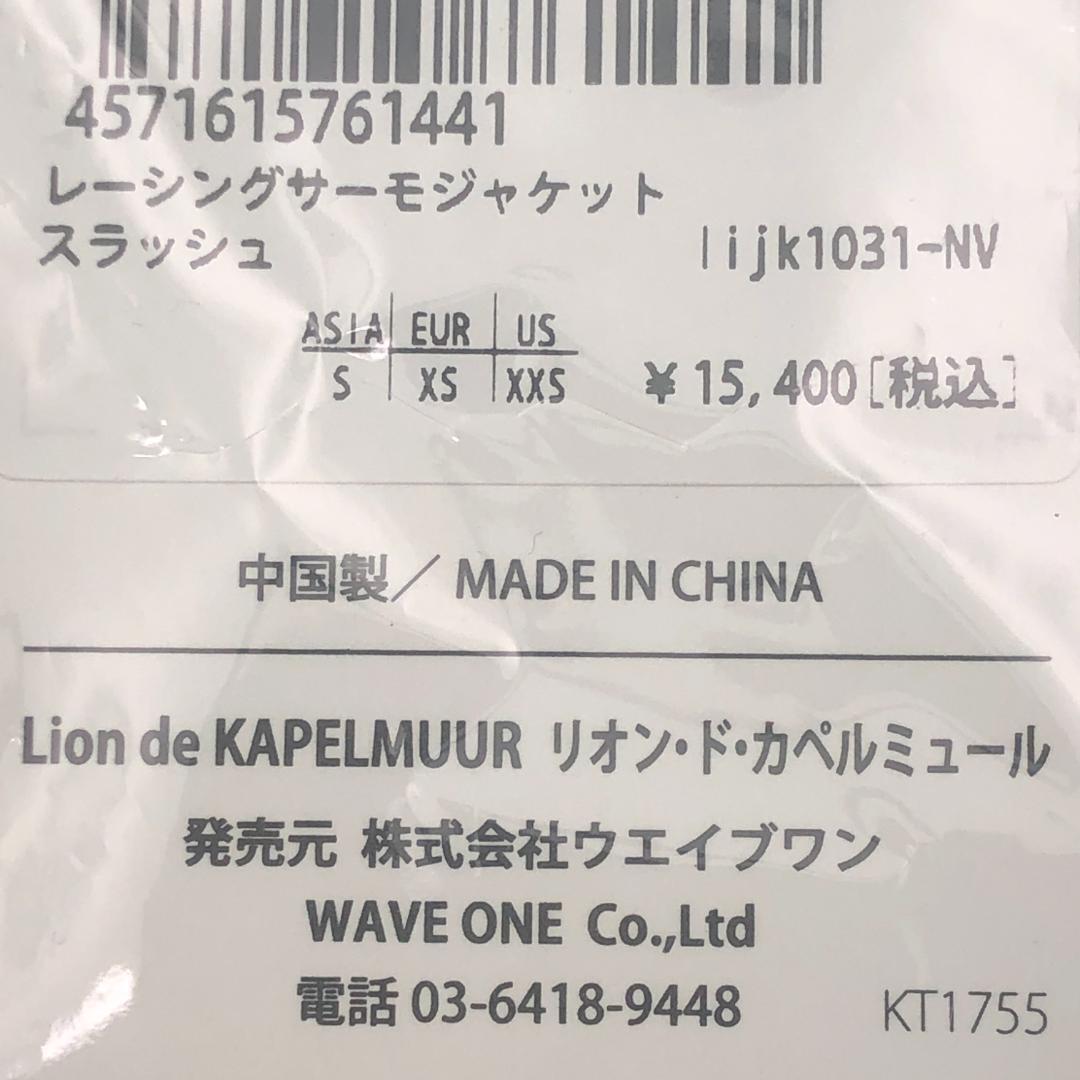 4571615761441
レーシングサーモジャケット
スラッシュ lijk1031-NV
ASIA EUR US
S XS XXS ¥15,400[税込]
中国製／MADE IN CHINA
Lion de KAPELMUUR リオン・ド・カペルミュール
発売元 株式会社ウエイブワン
WAVE ONE Co.,Ltd
電話 03-6418-9448 KT1755